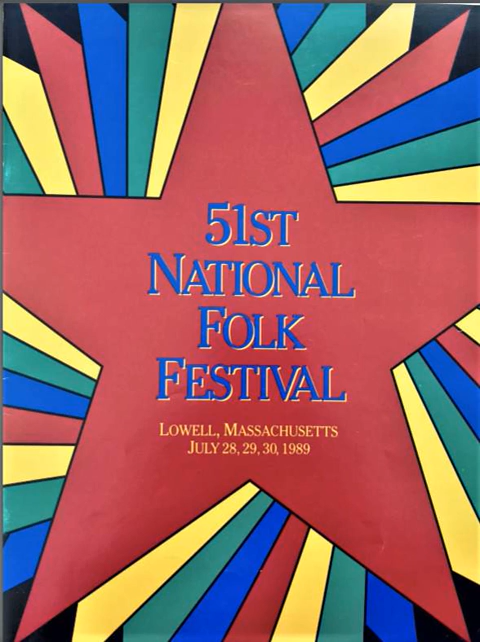 51ST
NATIONAL
FOLK
FESTIVAL
LOWELL, MASSACHUSETTS
JULY 28, 29, 30, 1989